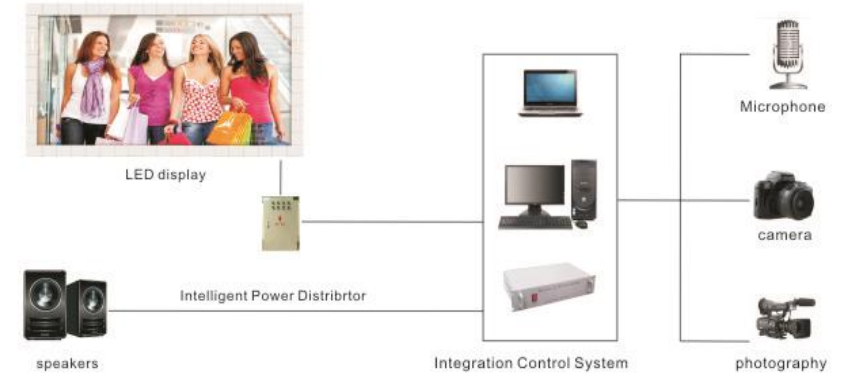 Microphone
LED display
camera
Intelligent Power Distribrtor
speakers
Integration Control System
photography